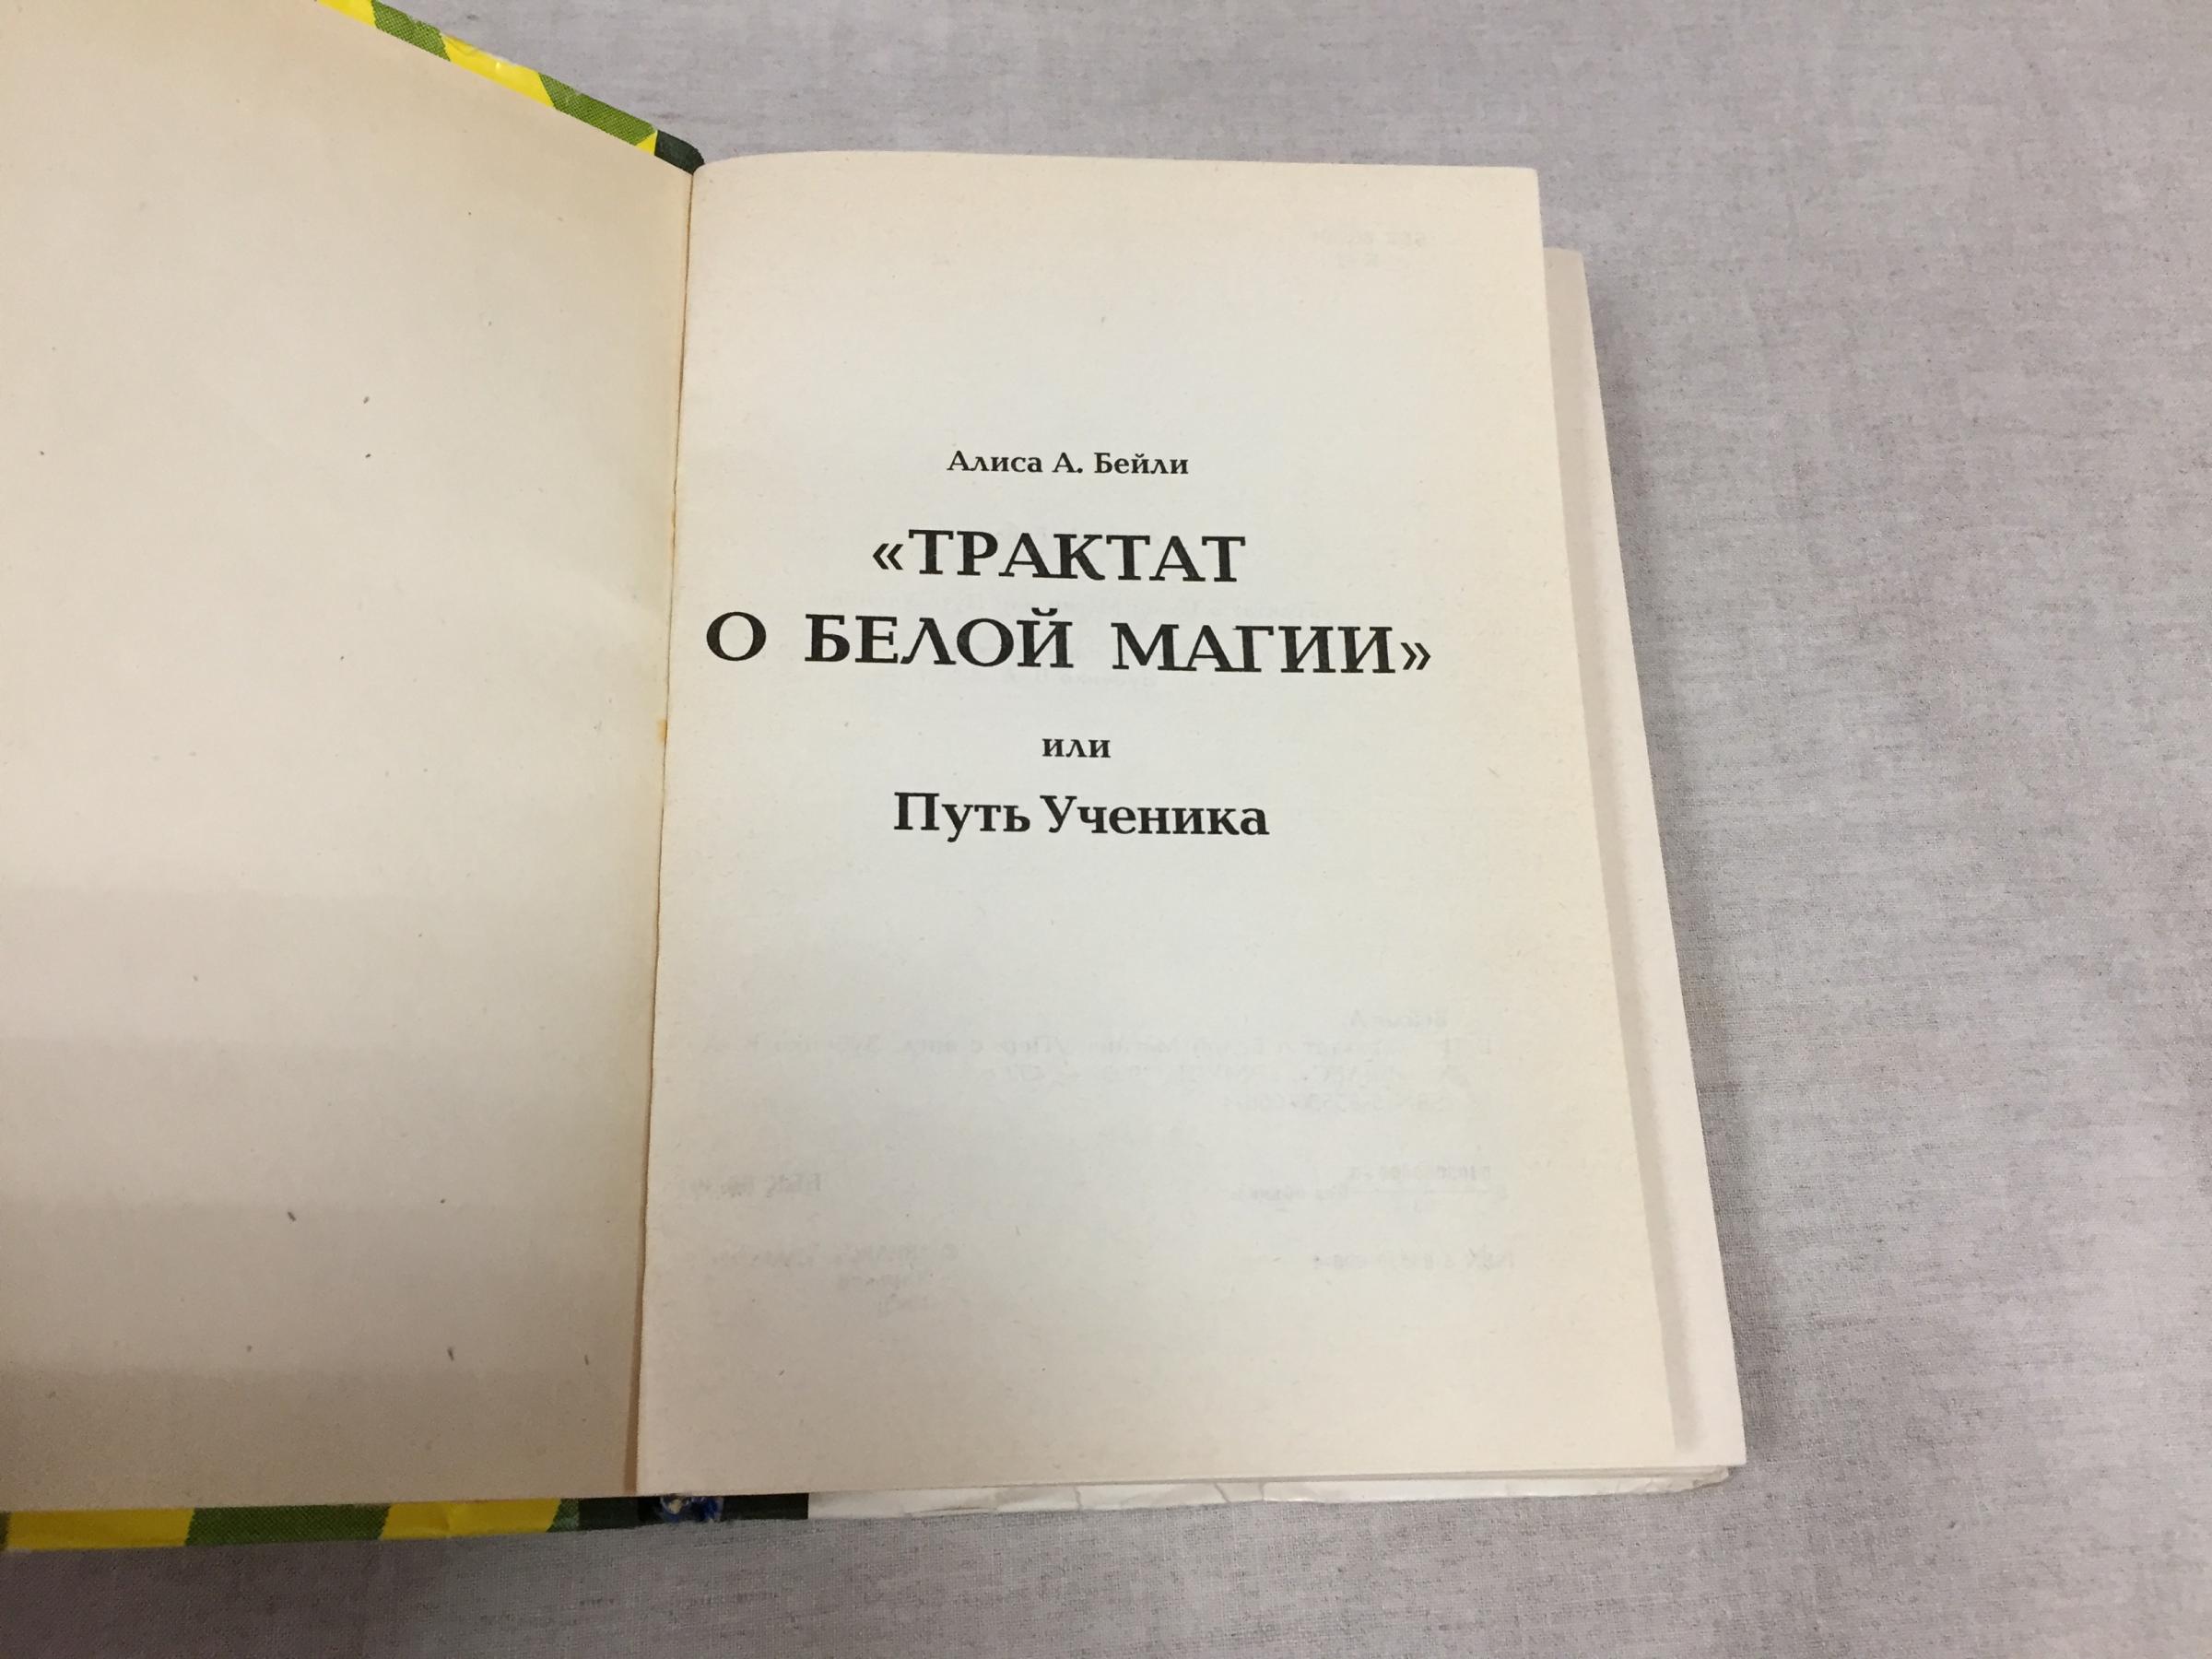 Алиса А. Бейли
«ТРАКТАТ
О БЕЛОЙ МАГИИ»
или
Путь Ученика